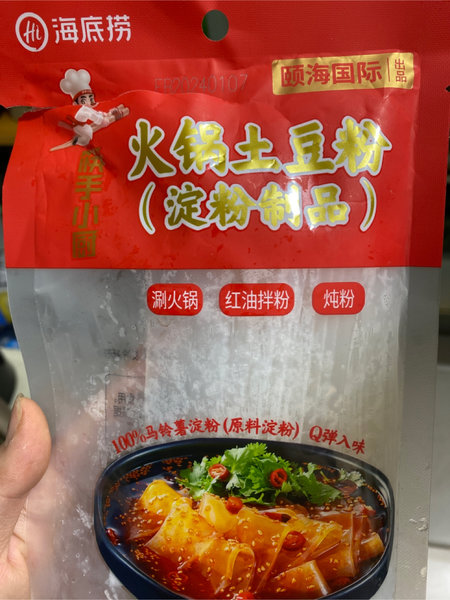 Hi 海底捞
20240107
颐海国际 出品
筷手小厨
火锅土豆粉
(淀粉制品)
涮火锅 红油拌粉 炖粉
100%马铃薯淀粉(原料淀粉) Q弹入味